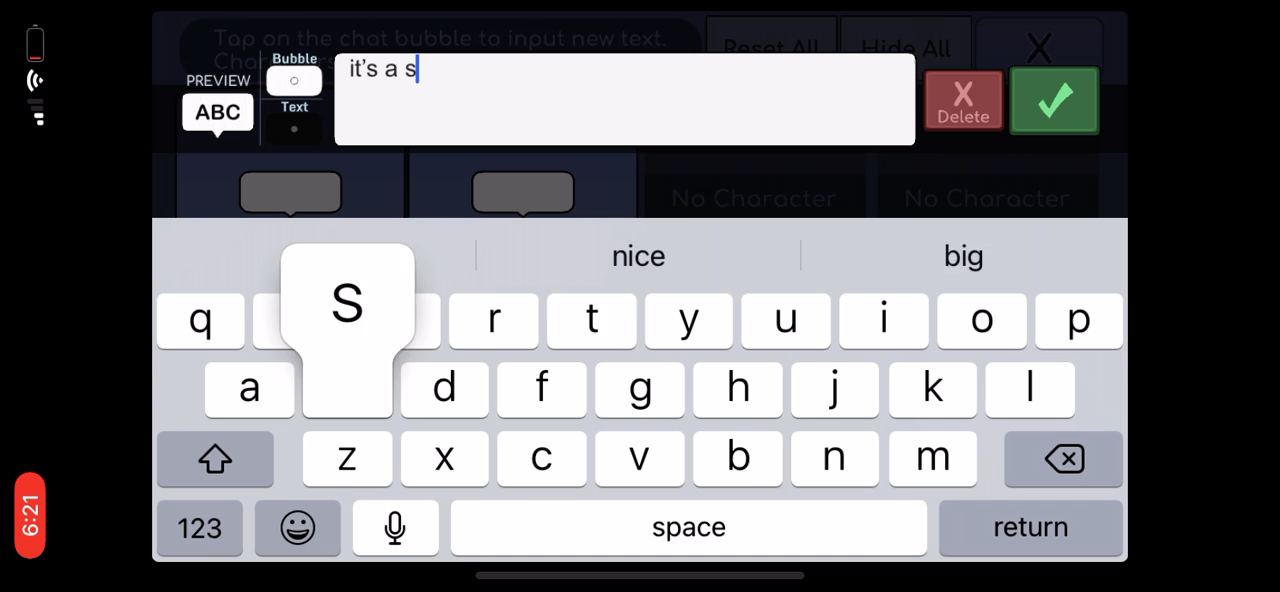 Tap on the chat bubble to input new text.
Reset All
Hide All
X
Bubble
PREVIEW
ABC
Text
it's a s
X
Delete
No Character
No Character
nice
big
S
q
r
t
y
u
i
o
p
a
d
f
g
h
j
k
l
z
x
c
v
b
n
m
123
space
return
6:21